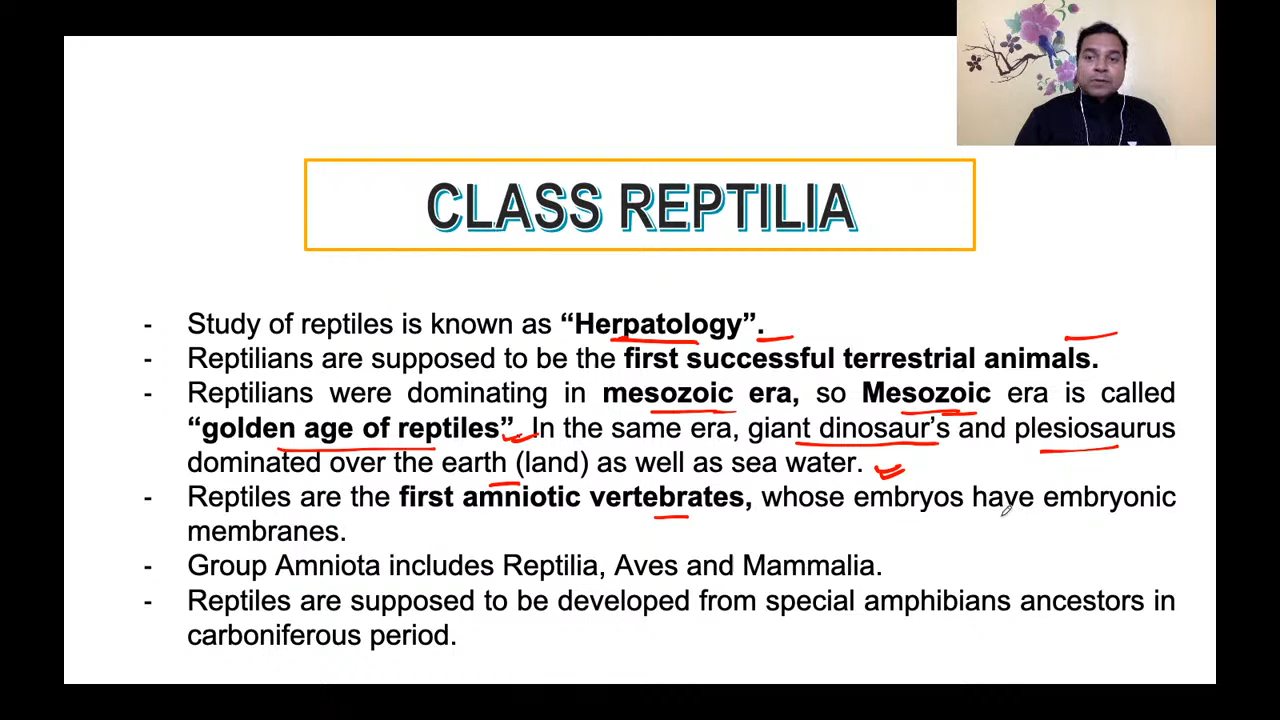 CLASS REPTILIA
- Study of reptiles is known as “Herpatology”.
- Reptilians are supposed to be the first successful terrestrial animals.
- Reptilians were dominating in mesozoic era, so Mesozoic era is called
“golden age of reptiles”. In the same era, giant dinosaur’s and plesiosaurus
dominated over the earth (land) as well as sea water.
- Reptiles are the first amniotic vertebrates, whose embryos have embryonic
membranes.
- Group Amniota includes Reptilia, Aves and Mammalia.
- Reptiles are supposed to be developed from special amphibians ancestors in
carboniferous period.